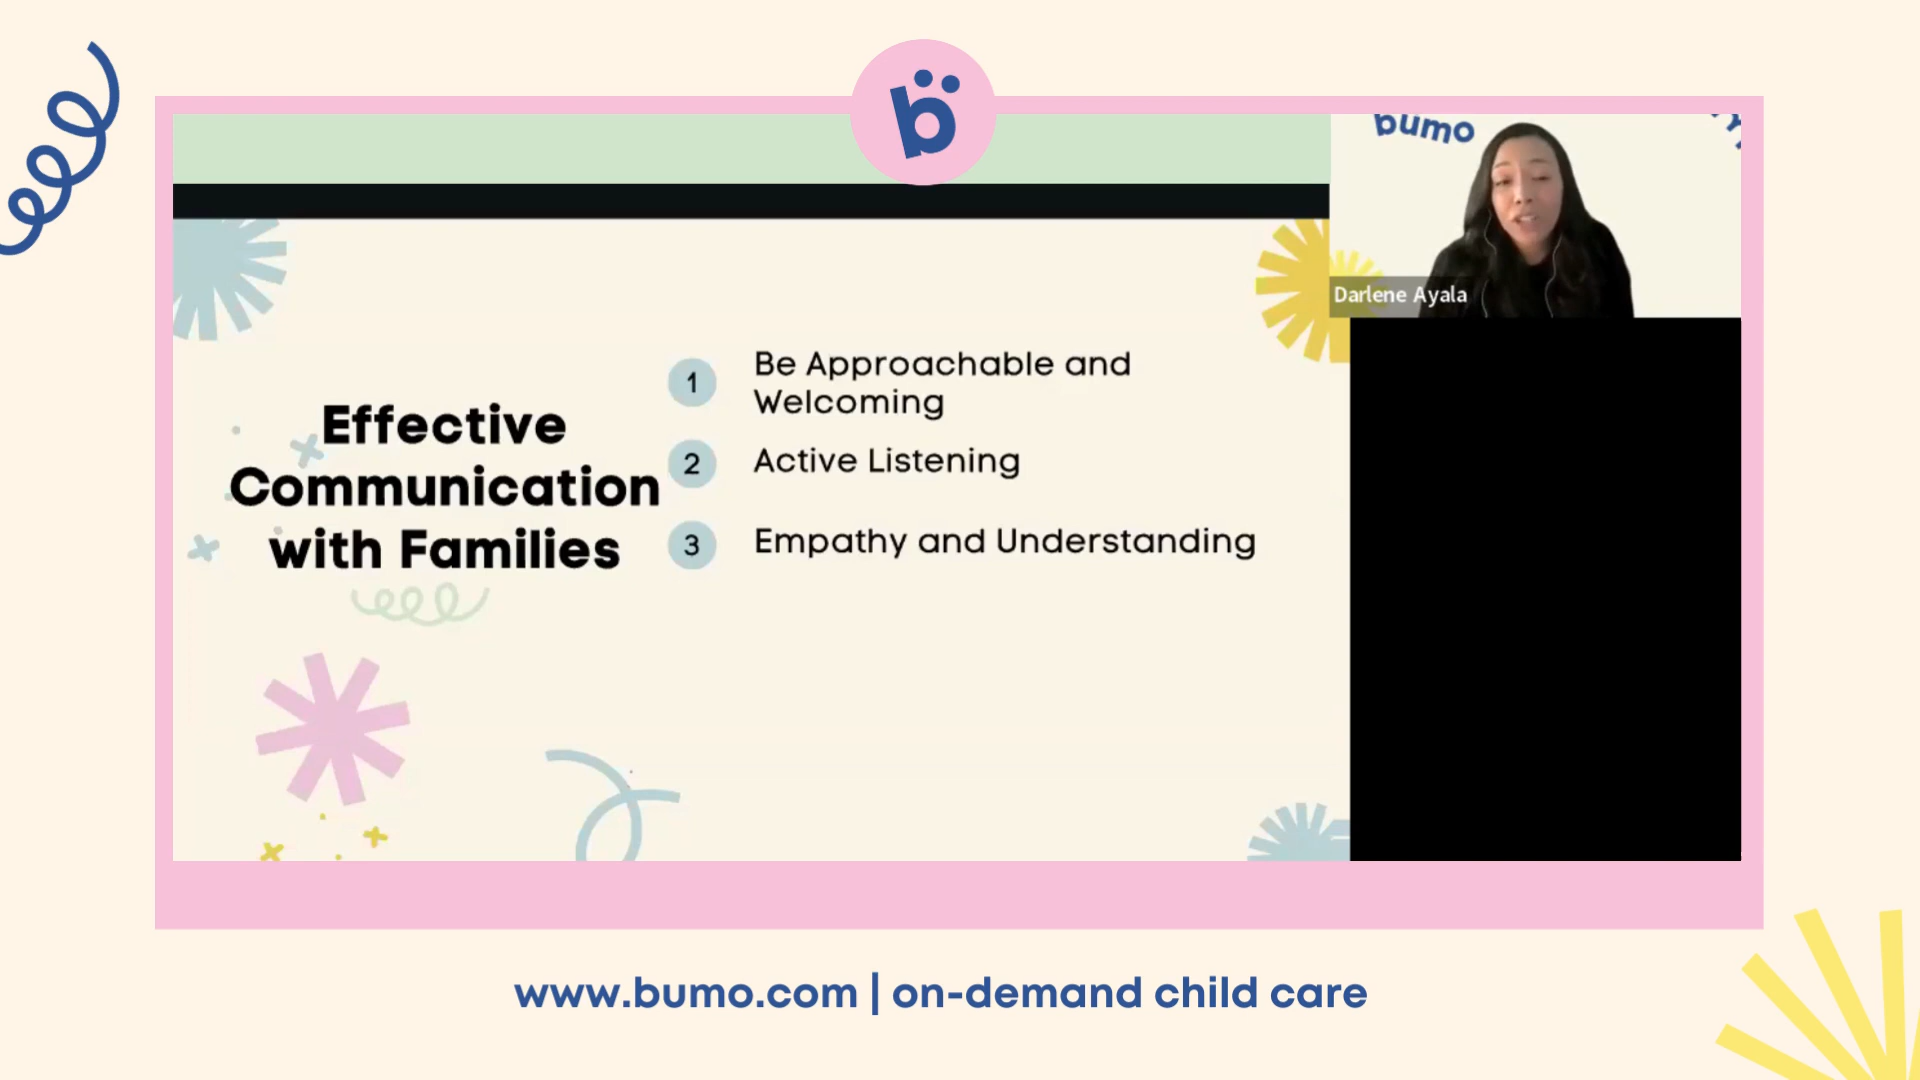 b
bumo
Darlene Ayala
Effective
Communication
with Families
1
Be Approachable and
Welcoming
2
Active Listening
3
Empathy and Understanding
www.bumo.com | on-demand child care